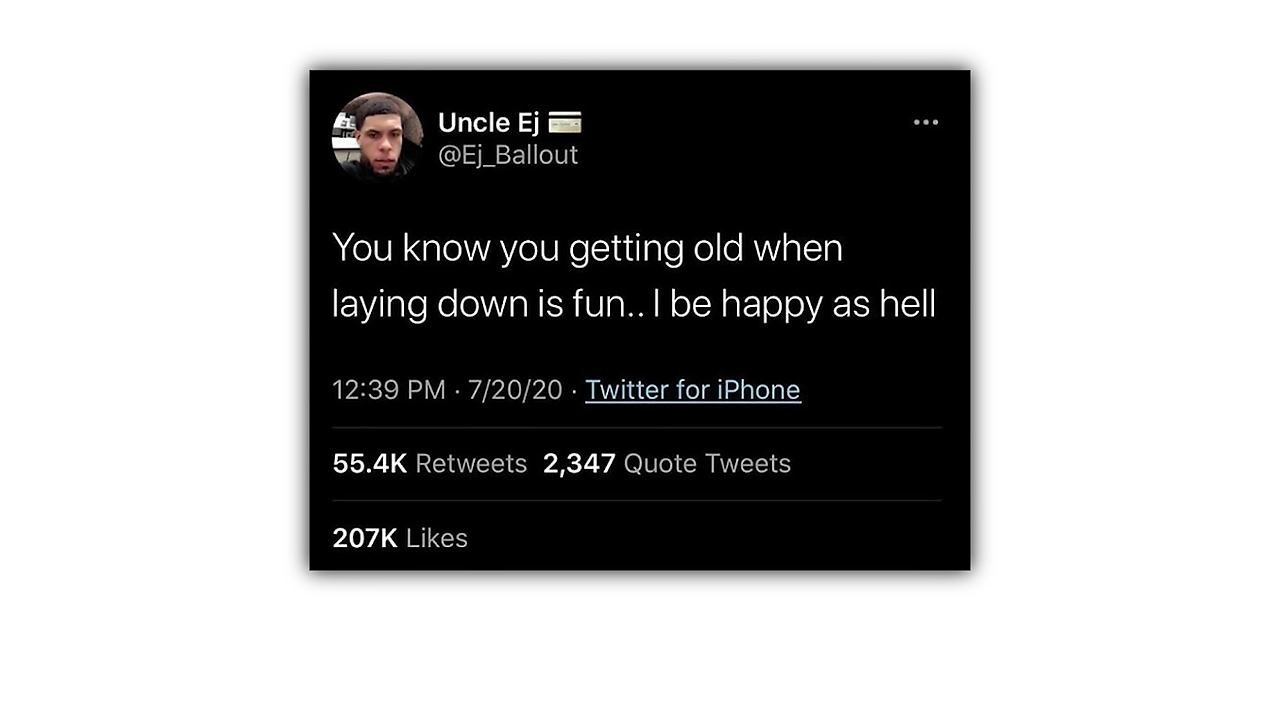 Uncle Ej 💳
@Ej_Ballout
You know you getting old when
laying down is fun.. I be happy as hell
12:39 PM · 7/20/20 · Twitter for iPhone
55.4K Retweets 2,347 Quote Tweets
207K Likes